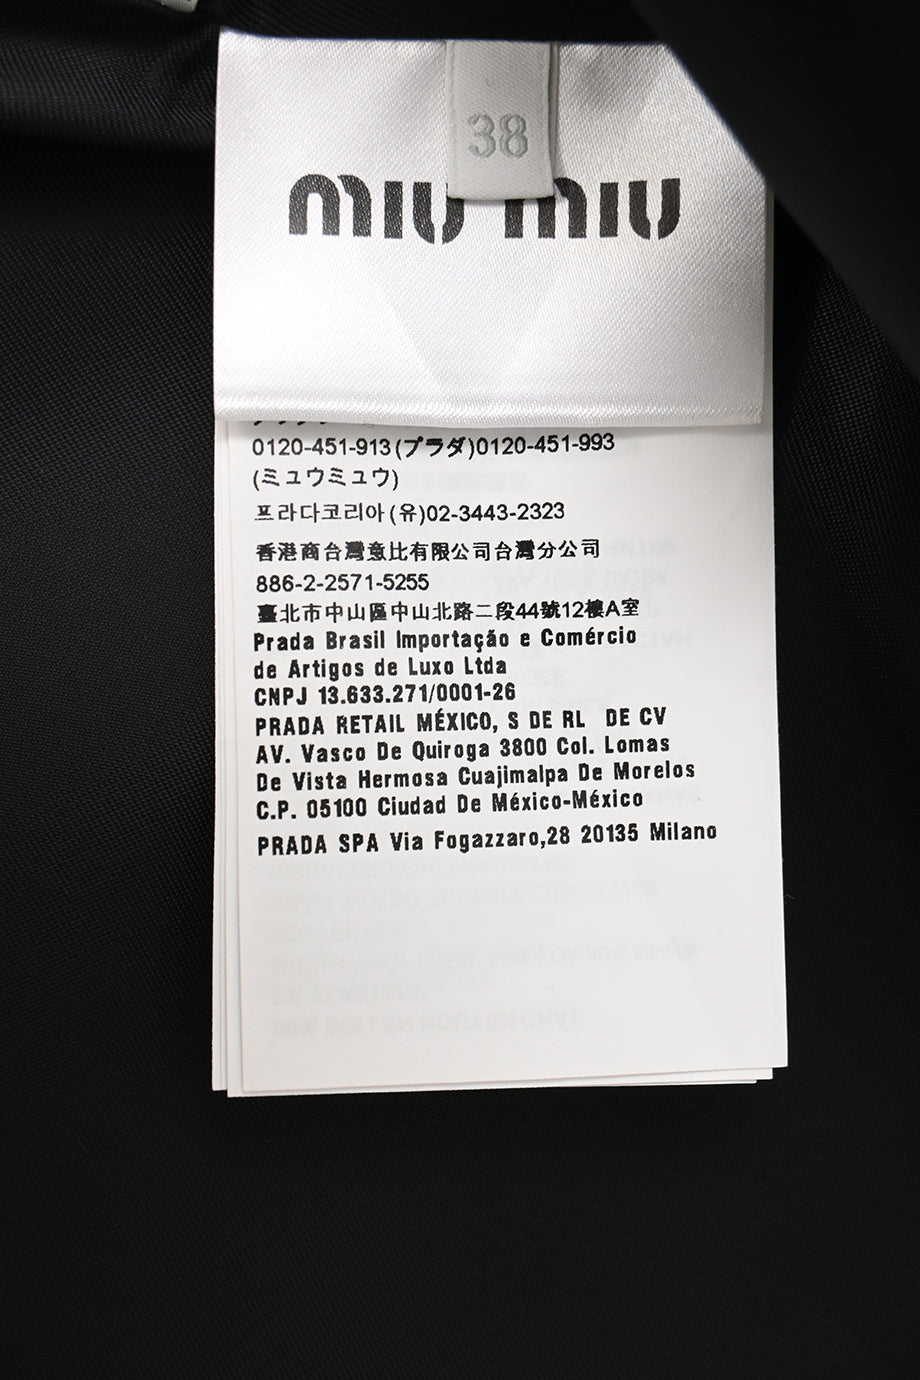 38
miu miu
0120-451-913(プラダ)0120-451-993
(ミュウミュウ)
프라다코리아(유)02-3443-2323
香港商台灣意比有限公司台灣分公司
886-2-2571-5255
臺北市中山區中山北路二段44號12樓A室
Prada Brasil Importação e Comércio
de Artigos de Luxo Ltda
CNPJ 13.633.271/0001-26
PRADA RETAIL MÉXICO, S DE RL DE CV
AV. Vasco De Quiroga 3800 Col. Lomas
De Vista Hermosa Cuajimalpa De Morelos
C.P. 05100 Ciudad De México-México
PRADA SPA Via Fogazzaro,28 20135 Milano